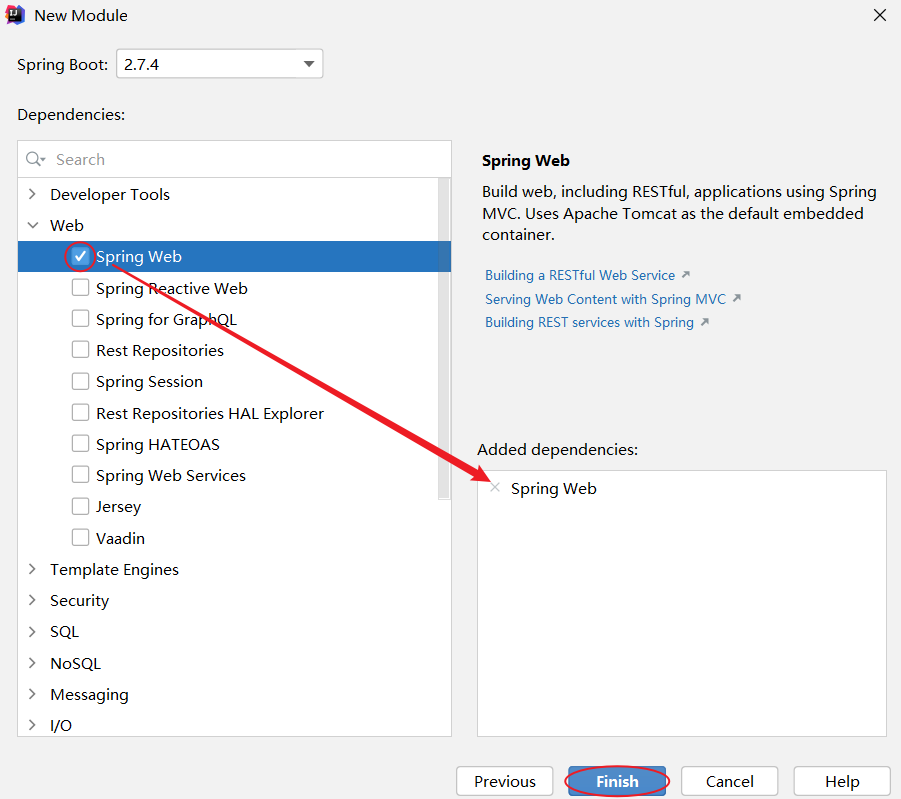 New Module
Spring Boot: 2.7.4
Dependencies:
Search
Developer Tools
Web
Spring Web
Spring Reactive Web
Spring for GraphQL
Rest Repositories
Spring Session
Rest Repositories HAL Explorer
Spring HATEOAS
Spring Web Services
Jersey
Vaadin
Template Engines
Security
SQL
NoSQL
Messaging
I/O
Spring Web
Build web, including RESTful, applications using Spring
MVC. Uses Apache Tomcat as the default embedded
container.
Building a RESTful Web Service
Serving Web Content with Spring MVC
Building REST services with Spring
Added dependencies:
Spring Web
Previous
Finish
Cancel
Help